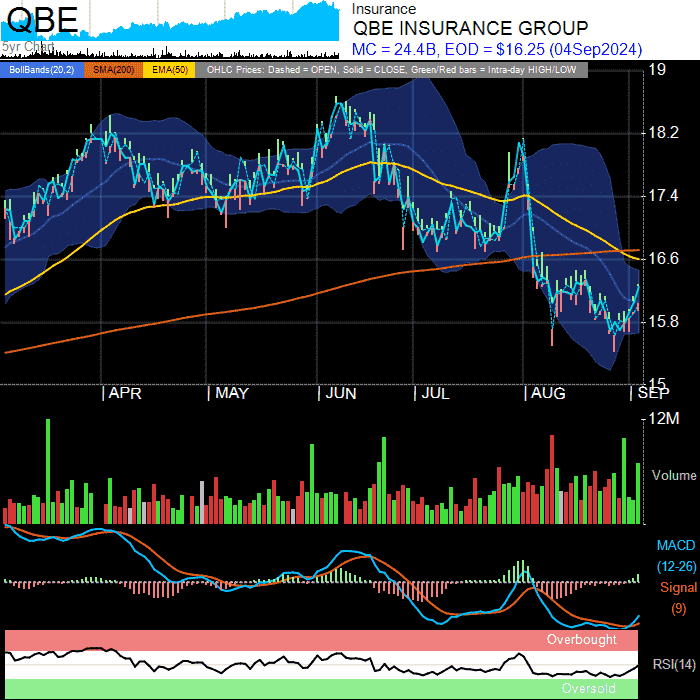 QBE
5yr Chart
Insurance
QBE INSURANCE GROUP
MC = 24.4B, EOD = $16.25 (04Sep2024)
BollBands(20,2) SMA(200) EMA(50) OHLC Prices: Dashed = OPEN, Solid = CLOSE, Green/Red bars = Intra-day HIGH/LOW
19
18.2
17.4
16.6
15.8
15
APR MAY JUN JUL AUG SEP
12M
Volume
MACD
(12-26)
Signal
(9)
Overbought
RSI(14)
Oversold